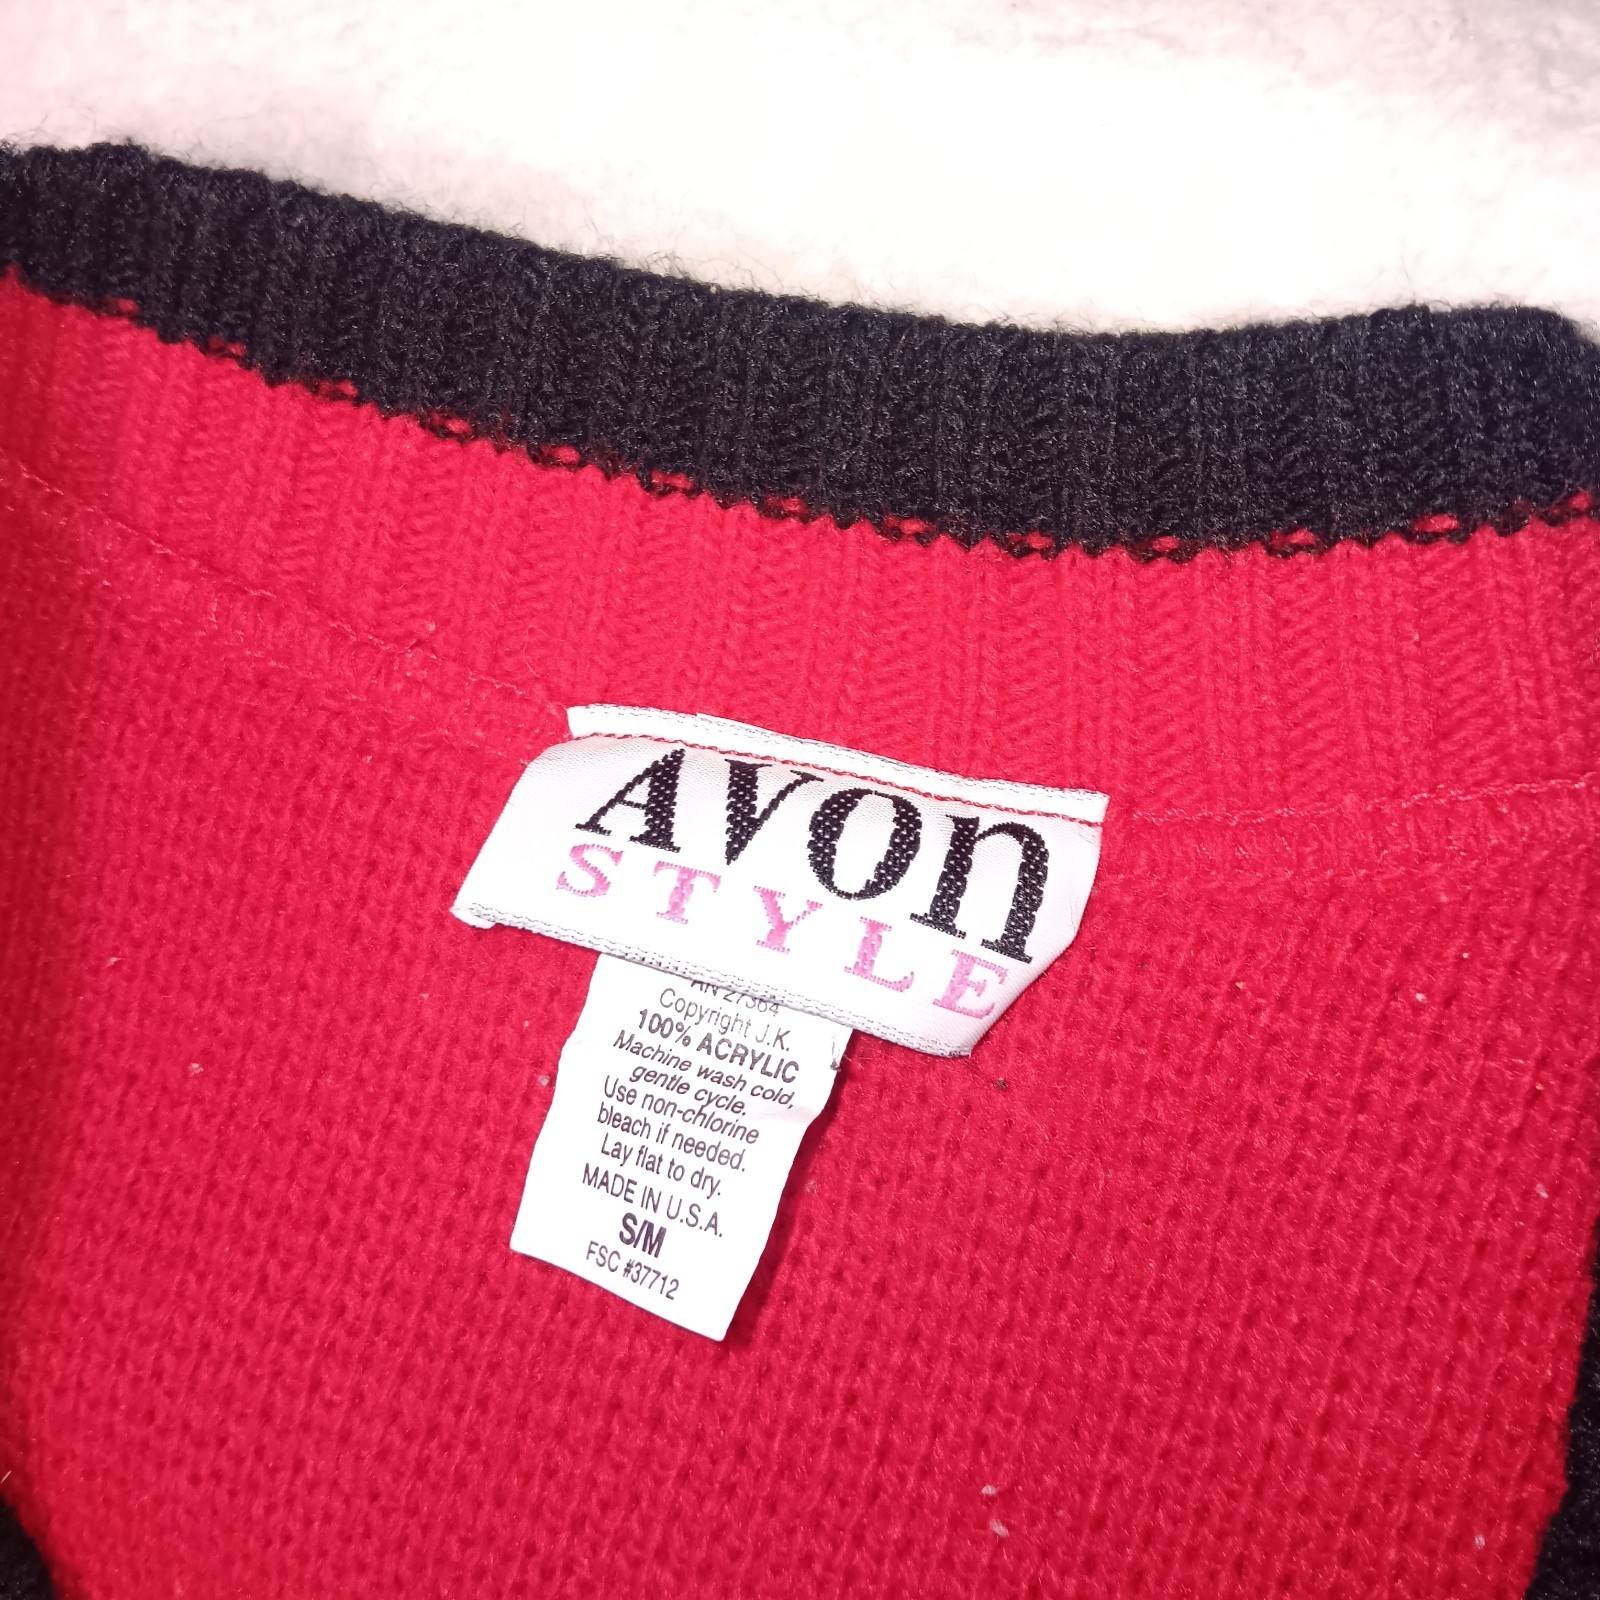 AVON
STYLE
Copyright J.K.
100% ACRYLIC
Machine wash cold,
gentle cycle.
Use non-chlorine
bleach if needed.
Lay flat to dry.
MADE IN U.S.A.
S/M
FSC #37712